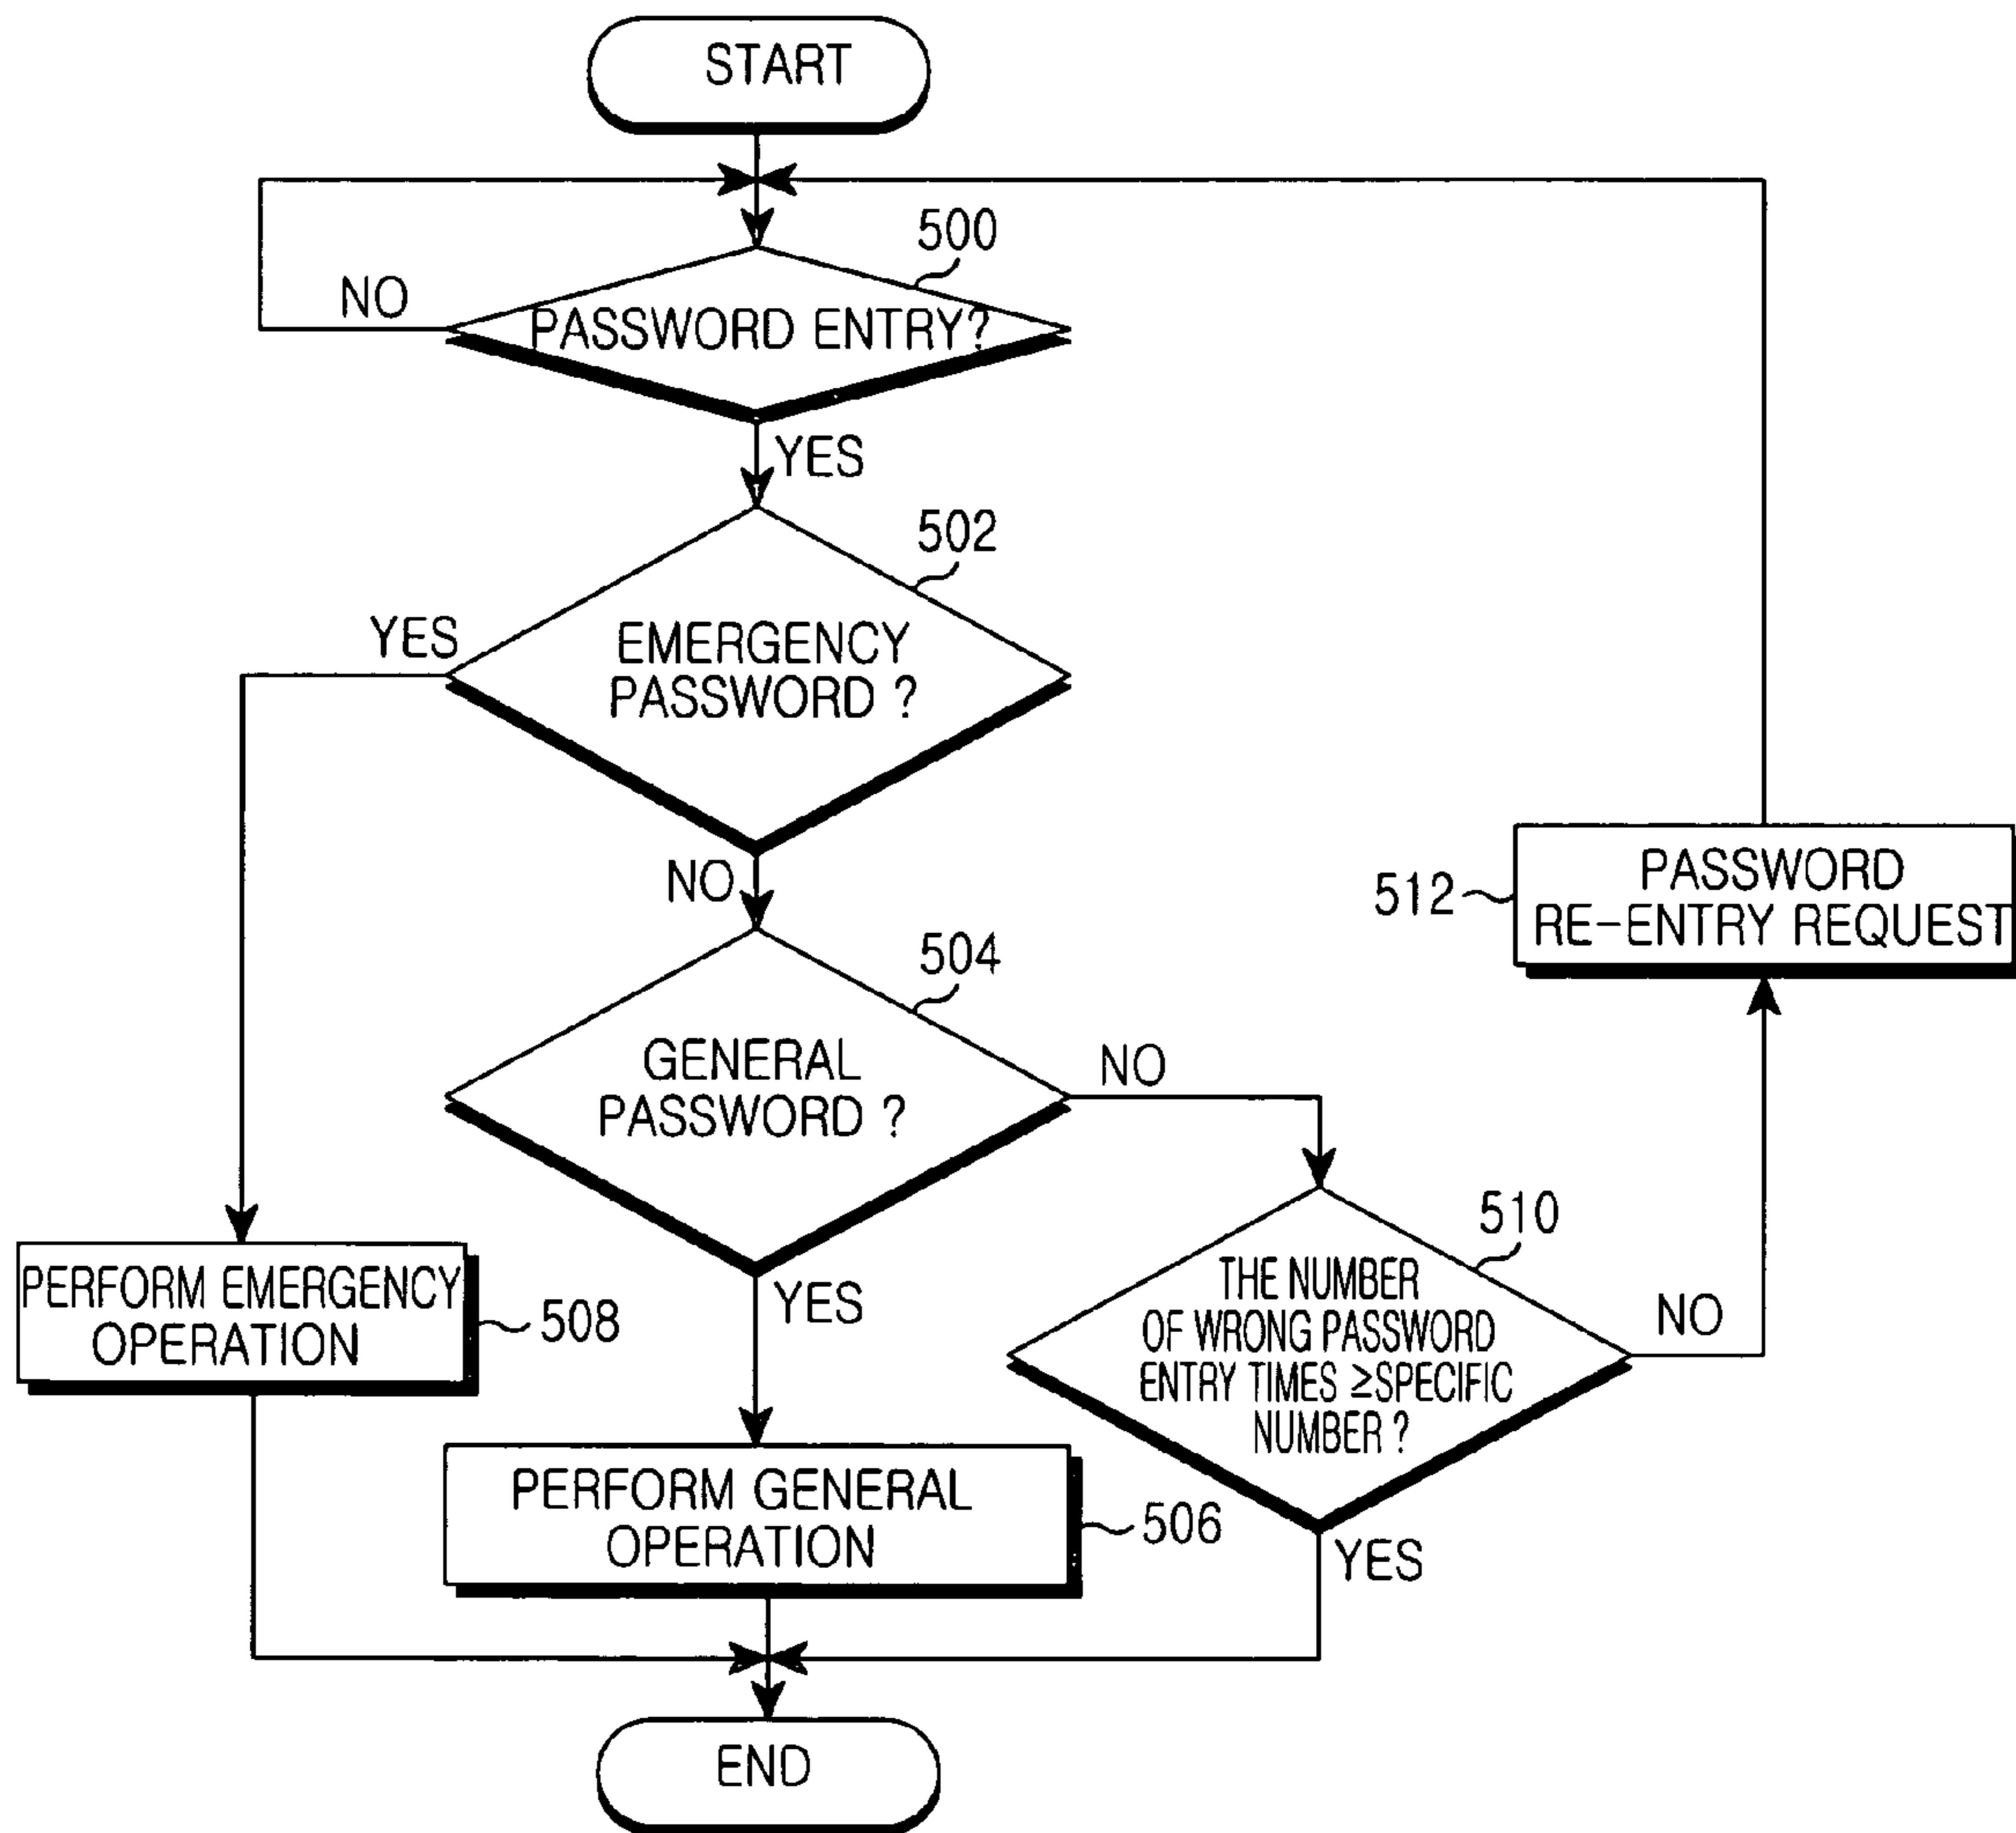 START
500
NO
PASSWORD ENTRY?
YES
502
YES
EMERGENCY
PASSWORD ?
NO
512
PASSWORD
RE-ENTRY REQUEST
504
GENERAL
PASSWORD ?
NO
510
THE NUMBER
OF WRONG PASSWORD
ENTRY TIMES ≥SPECIFIC
NUMBER ?
NO
YES
PERFORM EMERGENCY
OPERATION
508
YES
PERFORM GENERAL
OPERATION
506
END